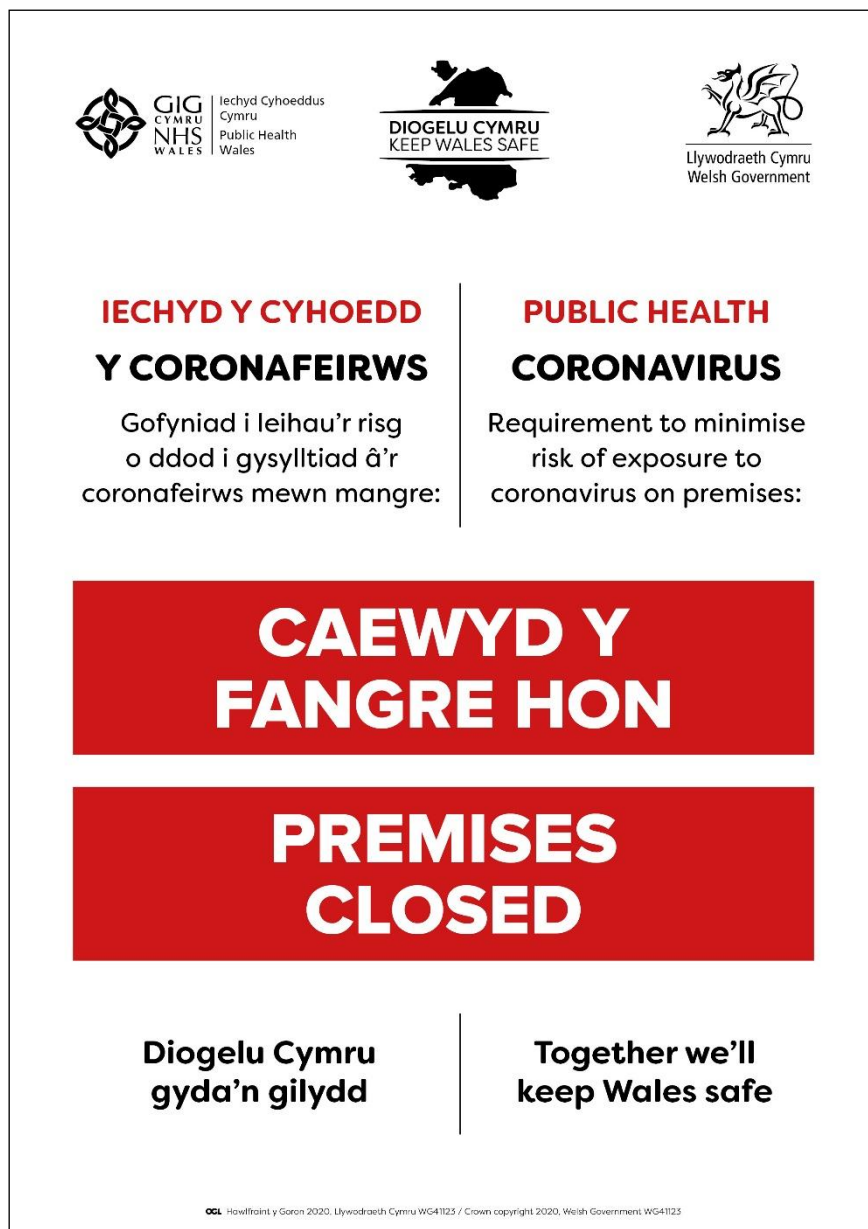 GIG
CYMRU
NHS
WALES
Iechyd Cyhoeddus
Cymru
Public Health
Wales
DIOGELU CYMRU
KEEP WALES SAFE
Llywodraeth Cymru
Welsh Government
IECHYD Y CYHOEDD
Y CORONAFEIRWS
Gofyniad i leihau’r risg
o ddod i gysylltiad â’r
coronafeirws mewn mangre:
PUBLIC HEALTH
CORONAVIRUS
Requirement to minimise
risk of exposure to
coronavirus on premises:
CAEWYD Y
FANGRE HON
PREMISES
CLOSED
Diogelu Cymru
gyda’n gilydd
Together we’ll
keep Wales safe
OGL Hawlfraint y Goron 2020, Llywodraeth Cymru WG41123 / Crown copyright 2020, Welsh Government WG41123